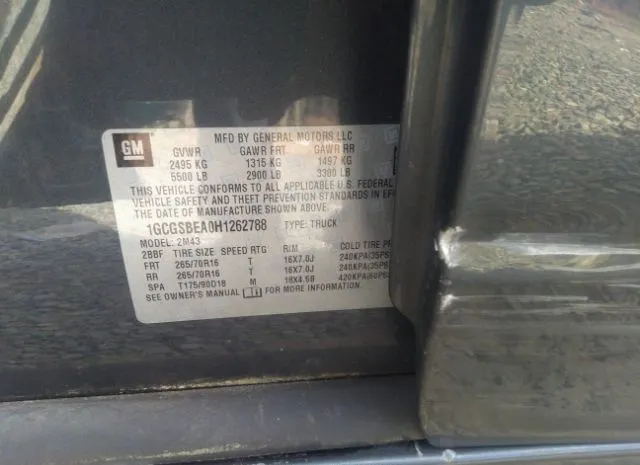 GM
MFD BY GENERAL MOTORS LLC
GVWR GAWR FRT GAWR RR
2495 KG 1315 KG 1497 KG
5500 LB 2900 LB 3300 LB
THIS VEHICLE CONFORMS TO ALL APPLICABLE U.S. FEDERAL
VEHICLE SAFETY AND THEFT PREVENTION STANDARDS IN EF
THE DATE OF MANUFACTURE SHOWN ABOVE.
1GCGSBEA0H1262788 TYPE: TRUCK
MODEL: 2M43
2BBF TIRE SIZE SPEED RTG RIM COLD TIRE PR
FRT 265/70R16 T 16X7.0J 240KPA(35PS
RR 265/70R16 T 16X7.0J 240KPA(35PS
SPA T175/90D18 M 18X4.5B 420KPA(60PS
SEE OWNER'S MANUAL FOR MORE INFORMATION